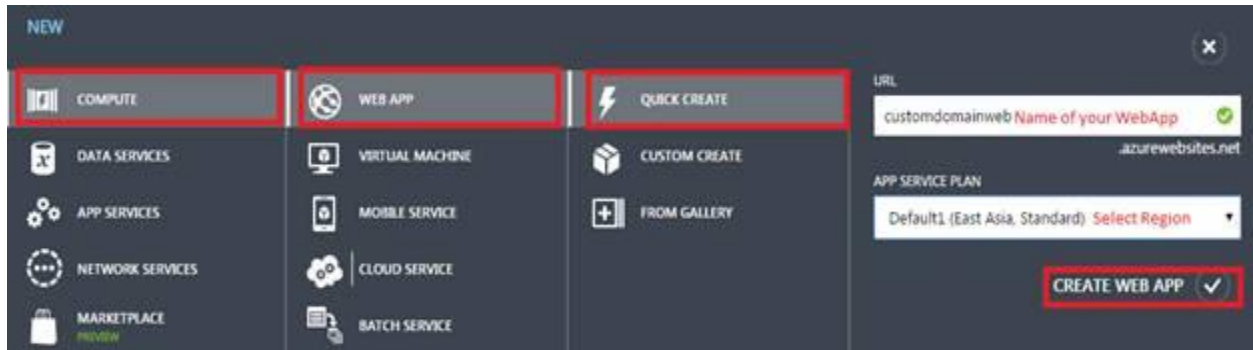 NEW
COMPUTE
DATA SERVICES
APP SERVICES
NETWORK SERVICES
MARKETPLACE
PREVIEW
WEB APP
VIRTUAL MACHINE
MOBILE SERVICE
CLOUD SERVICE
BATCH SERVICE
QUICK CREATE
CUSTOM CREATE
FROM GALLERY
URL
customdomainweb Name of your WebApp
.azurewebsites.net
APP SERVICE PLAN
Default1 (East Asia, Standard) Select Region
CREATE WEB APP